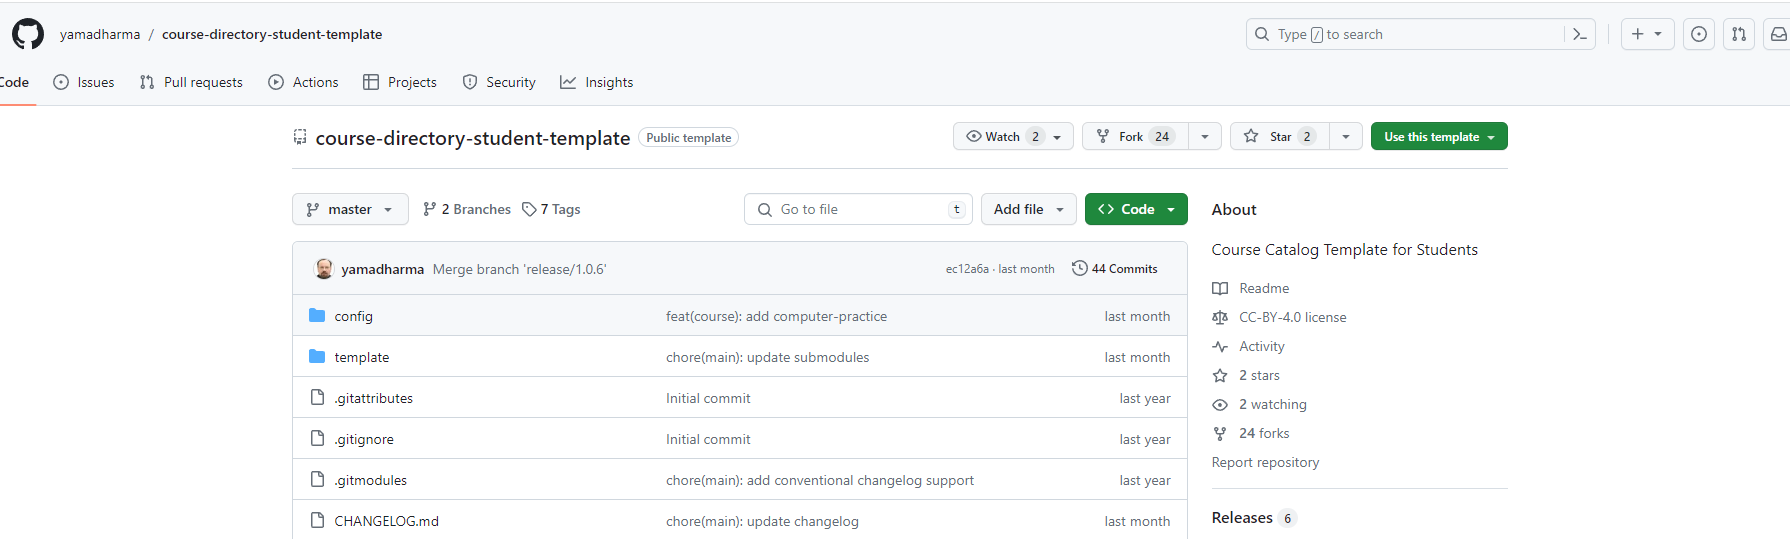 yamadharma / course-directory-student-template
Type / to search
Code Issues Pull requests Actions Projects Security Insights
course-directory-student-template Public template
Watch 2 Fork 24 Star 2 Use this template
master 2 Branches 7 Tags Go to file t Add file Code
yamadharma Merge branch 'release/1.0.6' ec12a6a · last month 44 Commits
config feat(course): add computer-practice last month
template chore(main): update submodules last month
.gitattributes Initial commit last year
.gitignore Initial commit last year
.gitmodules chore(main): add conventional changelog support last year
CHANGELOG.md chore(main): update changelog last month
About
Course Catalog Template for Students
Readme
CC-BY-4.0 license
Activity
2 stars
2 watching
24 forks
Report repository
Releases 6